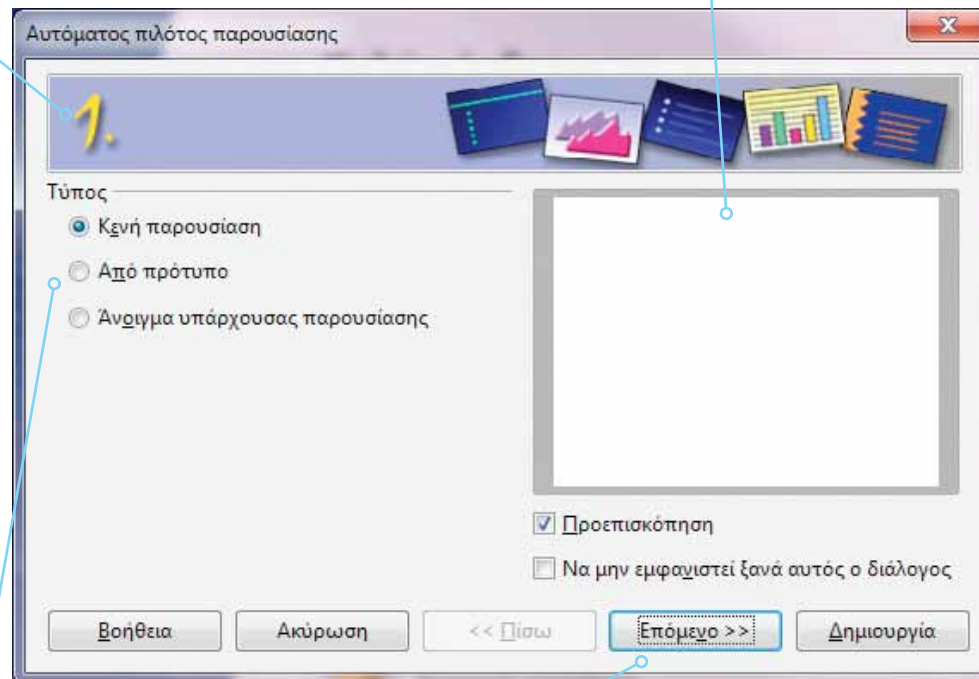 Αυτόματος πιλότος παρουσίασης
1.
Τύπος
Κενή παρουσίαση
Από πρότυπο
Άνοιγμα υπάρχουσας παρουσίασης
Προεπισκόπηση
Να μην εμφανιστεί ξανά αυτός ο διάλογος
Βοήθεια Ακύρωση << Πίσω Επόμενο >> Δημιουργία